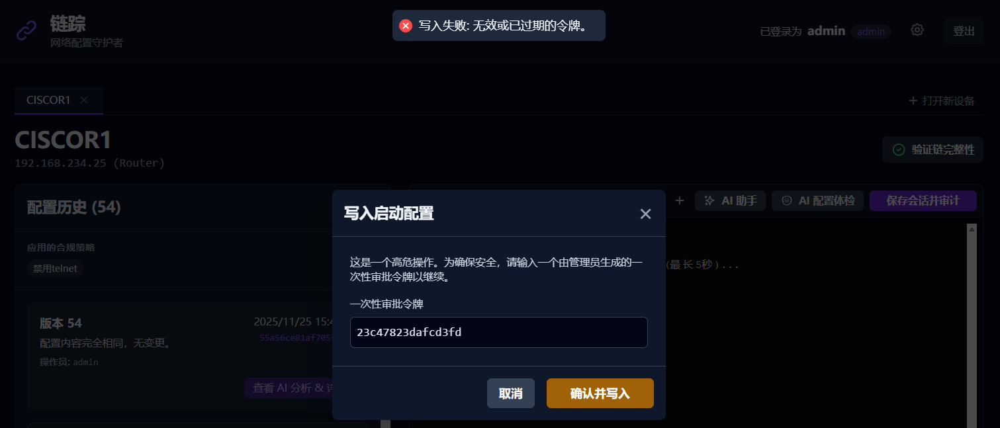 链踪
网络配置守护者
写入失败: 无效或已过期的令牌。
已登录为 admin admin
登出
CISCOR1
打开新设备
CISCOR1
192.168.234.25 (Router)
验证链完整性
配置历史 (54)
AI 助手
AI 配置体检
保存会话并审计
应用的合规策略
禁用telnet
(最长5秒)...
版本 54
2025/11/25 15:4
配置内容完全相同，无变更。
55a56ce81af705
操作员: admin
查看 AI 分析 & 详
写入启动配置
这是一个高危操作。为确保安全，请输入一个由管理员生成的一
次性审批令牌以继续。
一次性审批令牌
23c47823dafcd3fd
取消
确认并写入